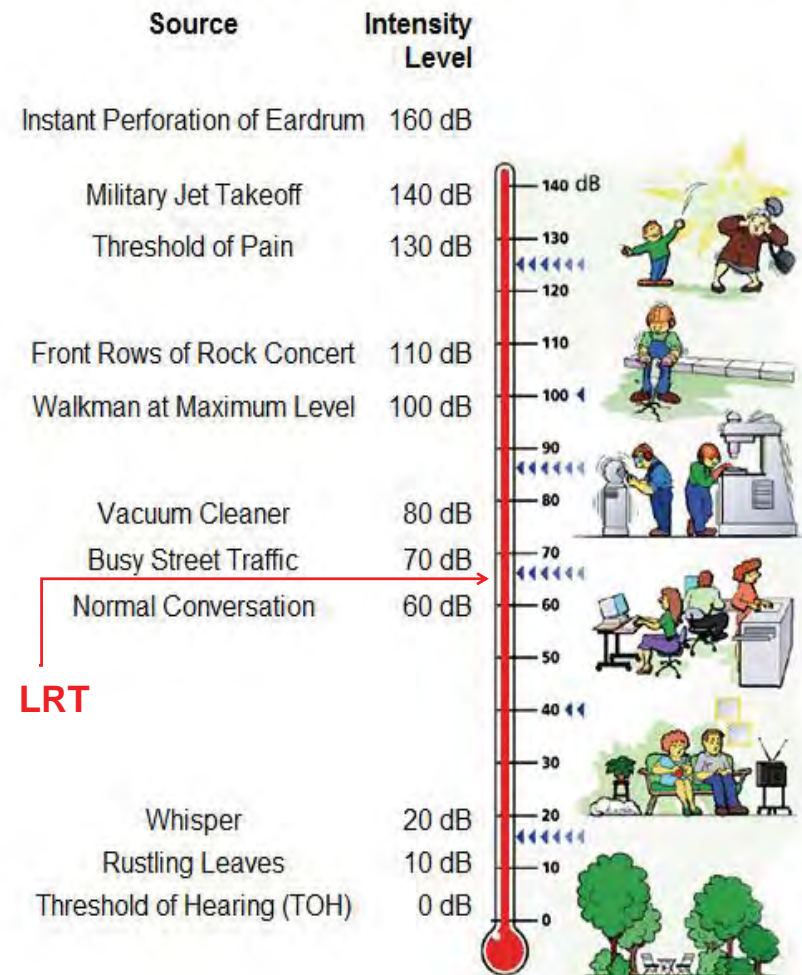 Source Intensity Level
Instant Perforation of Eardrum 160 dB
Military Jet Takeoff 140 dB
Threshold of Pain 130 dB
Front Rows of Rock Concert 110 dB
Walkman at Maximum Level 100 dB
Vacuum Cleaner 80 dB
Busy Street Traffic 70 dB
Normal Conversation 60 dB
LRT
Whisper 20 dB
Rustling Leaves 10 dB
Threshold of Hearing (TOH) 0 dB
140 dB
130
120
110
100
90
80
70
60
50
40
30
20
10
0